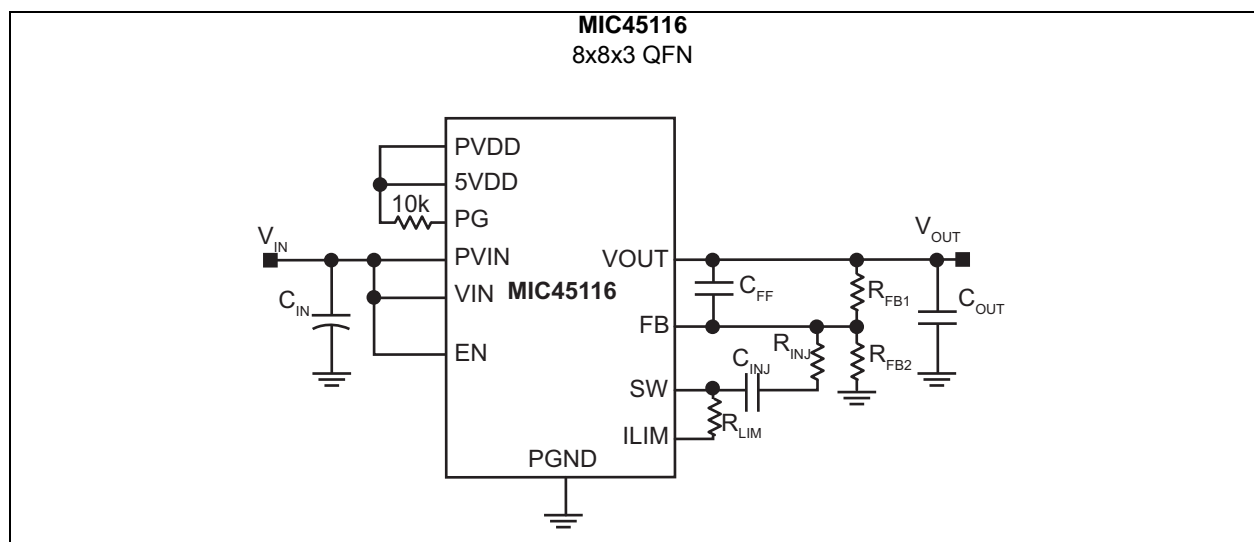 MIC45116
8x8x3 QFN
PVDD
5VDD
10k
PG
V_IN
PVIN
VIN
MIC45116
C_IN
EN
VOUT
V_OUT
C_FF
R_FB1
C_OUT
FB
R_INJ
R_FB2
C_INJ
SW
R_LIM
ILIM
PGND